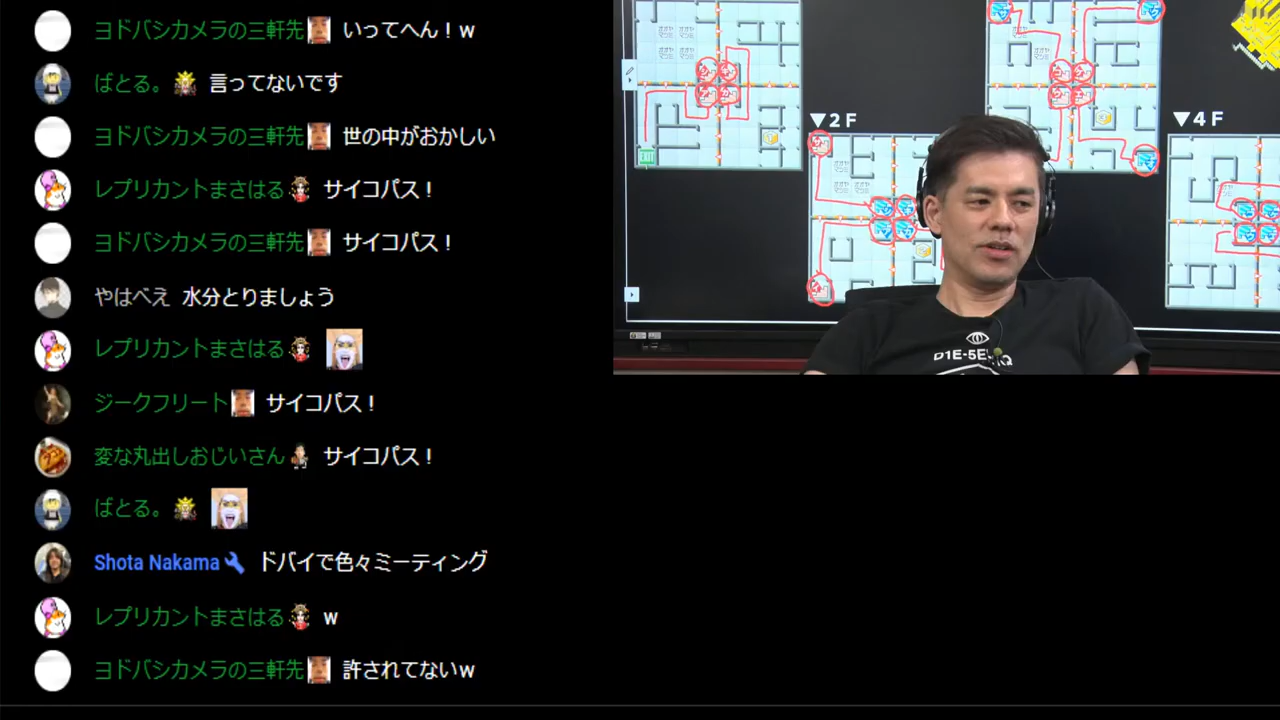 ヨドバシカメラの三軒先 いってへん！w
ばとる。 言ってないです
ヨドバシカメラの三軒先 世の中がおかしい
レプリカントまさはる サイコパス！
ヨドバシカメラの三軒先 サイコパス！
やはべえ 水分とりましょう
レプリカントまさはる
ジークフリート サイコパス！
変な丸出しおじいさん サイコパス！
ばとる。
Shota Nakama ドバイで色々ミーティング
レプリカントまさはる w
ヨドバシカメラの三軒先 許されてないw
▼2F
▼4F
EXIT